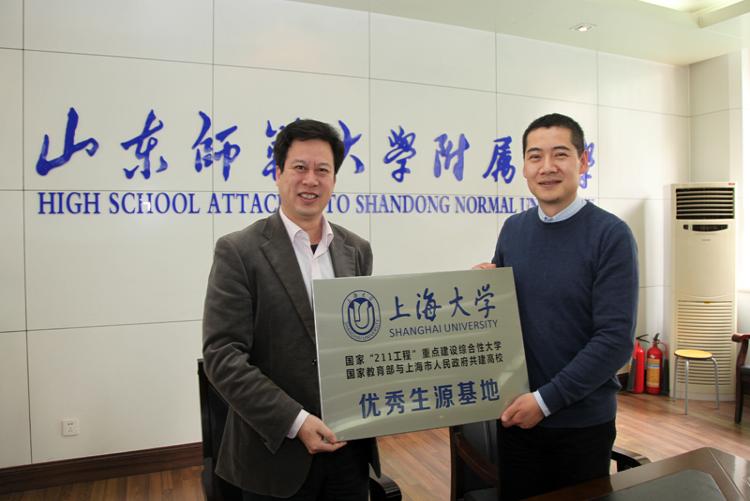 山东师范大学附属中学
HIGH SCHOOL ATTACHED TO SHANDONG NORMAL UNIVERSITY
上海大学
SHANGHAI UNIVERSITY
国家“211工程”重点建设综合性大学
国家教育部与上海市人民政府共建高校
优秀生源基地